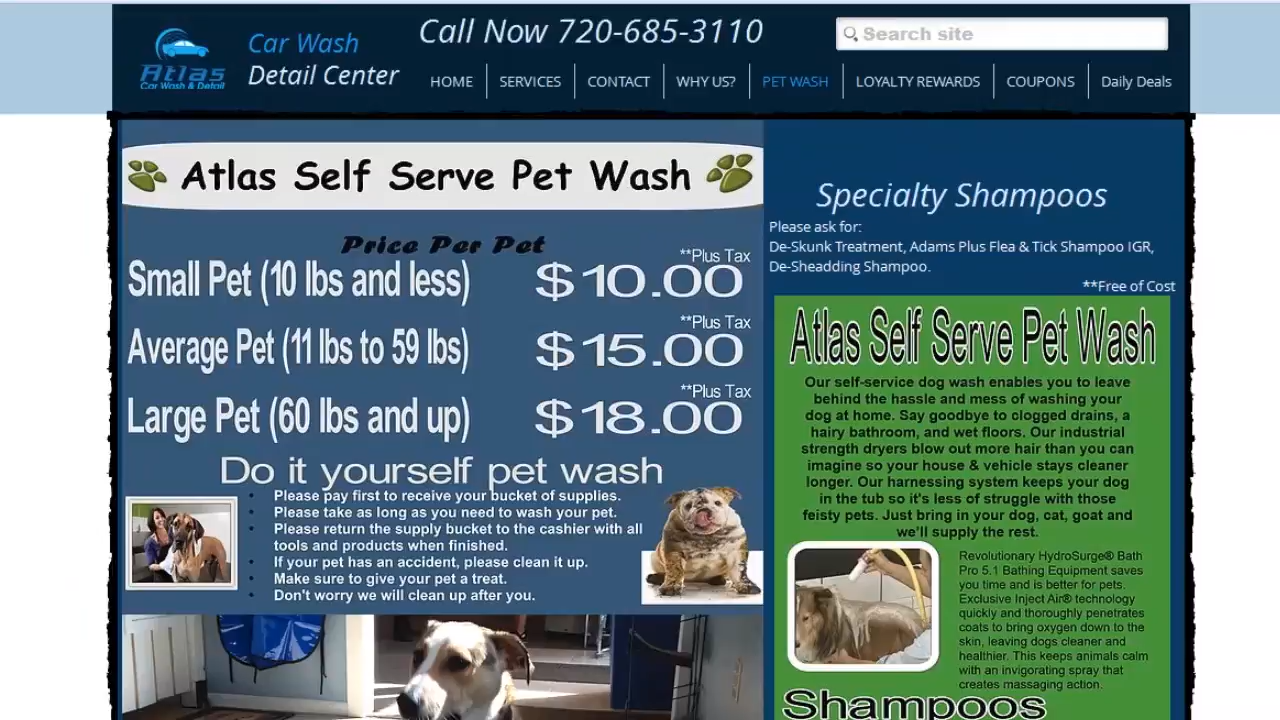 Call Now 720-685-3110
Search site
Car Wash
Detail Center
Atlas
Car Wash & Detail
HOME
SERVICES
CONTACT
WHY US?
PET WASH
LOYALTY REWARDS
COUPONS
Daily Deals
Atlas Self Serve Pet Wash
Price Per Pet
**Plus Tax
Small Pet (10 lbs and less) $10.00
**Plus Tax
Average Pet (11 lbs to 59 lbs) $15.00
**Plus Tax
Large Pet (60 lbs and up) $18.00
Do it yourself pet wash
• Please pay first to receive your bucket of supplies.
• Please take as long as you need to wash your pet.
• Please return the supply bucket to the cashier with all
tools and products when finished.
• If your pet has an accident, please clean it up.
• Make sure to give your pet a treat.
• Don't worry we will clean up after you.
Specialty Shampoos
Please ask for:
De-Skunk Treatment, Adams Plus Flea & Tick Shampoo IGR,
De-Sheadding Shampoo.
**Free of Cost
Atlas Self Serve Pet Wash
Our self-service dog wash enables you to leave
behind the hassle and mess of washing your
dog at home. Say goodbye to clogged drains, a
hairy bathroom, and wet floors. Our industrial
strength dryers blow out more hair than you can
imagine so your house & vehicle stays cleaner
longer. Our harnessing system keeps your dog
in the tub so it's less of struggle with those
feisty pets. Just bring in your dog, cat, goat and
we'll supply the rest.
Revolutionary HydroSurge® Bath
Pro 5.1 Bathing Equipment saves
you time and is better for pets.
Exclusive Inject Air® technology
quickly and thoroughly penetrates
coats to bring oxygen down to the
skin, leaving dogs cleaner and
healthier. This keeps animals calm
with an invigorating spray that
creates massaging action.
Shampoos